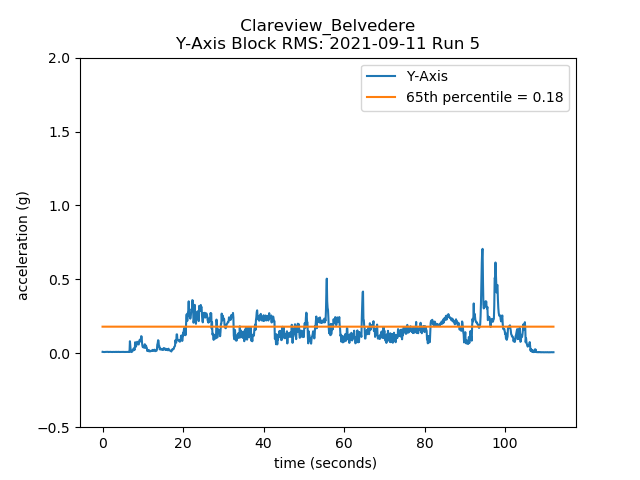 Clareview_Belvedere
Y-Axis Block RMS: 2021-09-11 Run 5
Y-Axis
65th percentile = 0.18
2.0
1.5
1.0
0.5
0.0
−0.5
acceleration (g)
0 20 40 60 80 100
time (seconds)